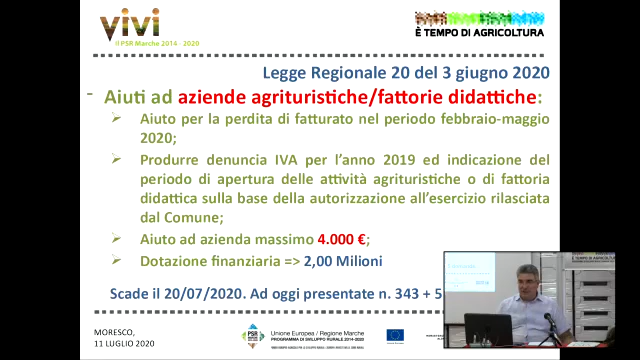 vivi
il PSR Marche 2014 - 2020
È TEMPO DI AGRICOLTURA
Legge Regionale 20 del 3 giugno 2020
- Aiuti ad aziende agrituristiche/fattorie didattiche:
➢ Aiuto per la perdita di fatturato nel periodo febbraio-maggio
2020;
➢ Produrre denuncia IVA per l'anno 2019 ed indicazione del
periodo di apertura delle attività agrituristiche o di fattoria
didattica sulla base della autorizzazione all'esercizio rilasciata
dal Comune;
➢ Aiuto ad azienda massimo 4.000 €;
➢ Dotazione finanziaria => 2,00 Milioni
Scade il 20/07/2020. Ad oggi presentate n. 343 + 5
MORESCO,
11 LUGLIO 2020
PSR
Unione Europea / Regione Marche
PROGRAMMA DI SVILUPPO RURALE 2014-2020
È TEMPO DI AGRICOLTURA